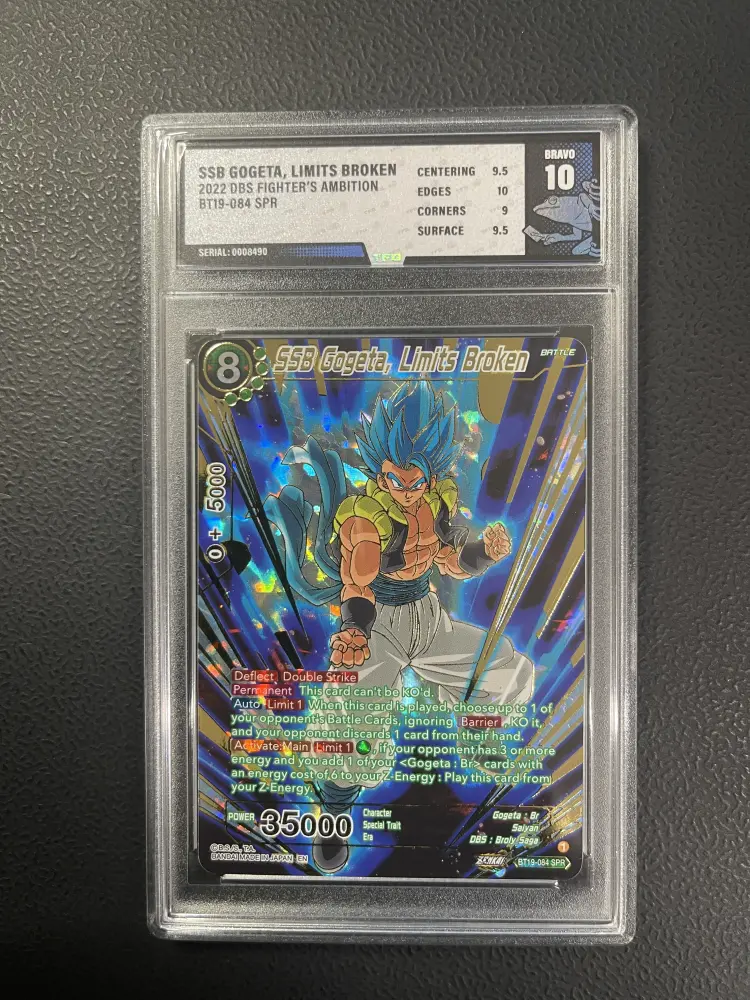 SSB GOGETA, LIMITS BROKEN
2022 DBS FIGHTER'S AMBITION
BT19-084 SPR
CENTERING 9.5
EDGES 10
CORNERS 9
SURFACE 9.5
BRAVO
10
SERIAL: 0008490
8
SSB Gogeta, Limits Broken
BATTLE
0 + 5000
Deflect Double Strike
Permanent This card can't be KO'd.
Auto Limit 1 When this card is played, choose up to 1 of
your opponent's Battle Cards, ignoring Barrier, KO it,
and your opponent discards 1 card from their hand.
Activate:Main Limit 1 , if your opponent has 3 or more
energy and you add 1 of your <Gogeta : Br> cards with
an energy cost of 6 to your Z-Energy : Play this card from
your Z-Energy.
POWER 35000
Character Gogeta : Br
Special Trait Saiyan
Era DBS : Broly Saga
©B.S./S., T.A.
BANDAI MADE IN JAPAN EN
1
BT19-084 SPR